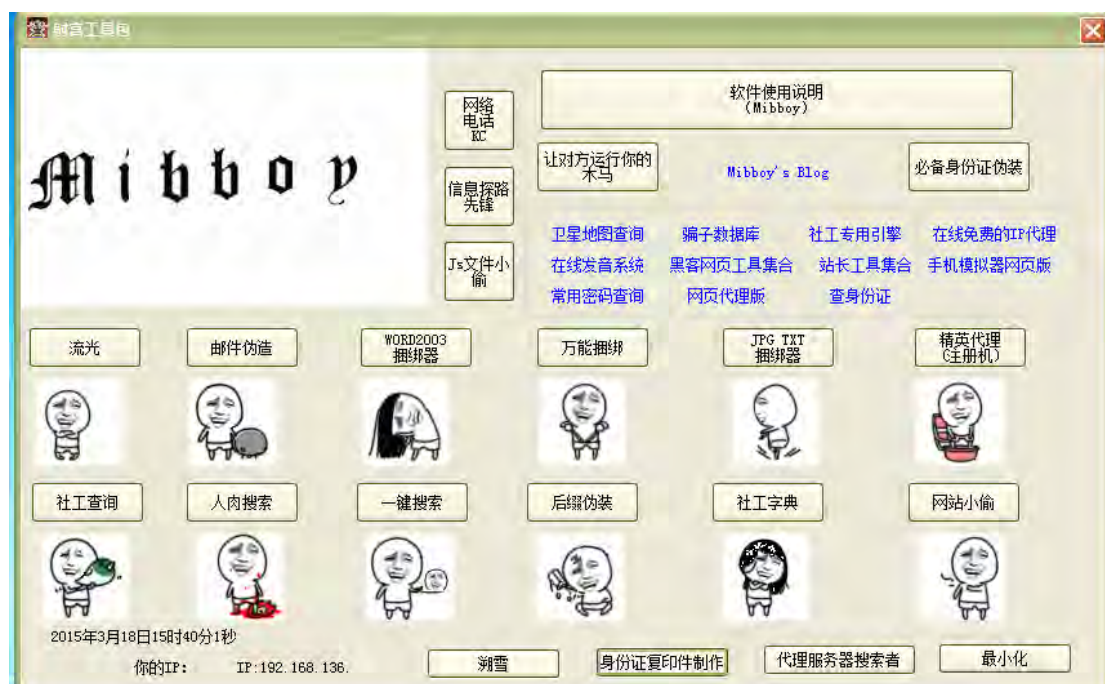 Mibboy
网络
电话
KC
信息探路
先锋
Js文件小
偷
软件使用说明
(Mibboy)
让对方运行你的
木马
Mibboy's Blog
必备身份证伪装
卫星地图查询 骗子数据库 社工专用引擎 在线免费的IP代理
在线发音系统 黑客网页工具集合 站长工具集合 手机模拟器网页版
常用密码查询 网页代理版 查身份证
流光
邮件伪造
WORD2003
捆绑器
万能捆绑
JPG TXT
捆绑器
精英代理
(注册机)
社工查询 人肉搜索 一键搜索 后缀伪装 社工字典 网站小偷
2015年3月18日15时40分1秒
你的IP: IP:192.168.136.
溯雪 身份证复印件制作 代理服务器搜索者 最小化